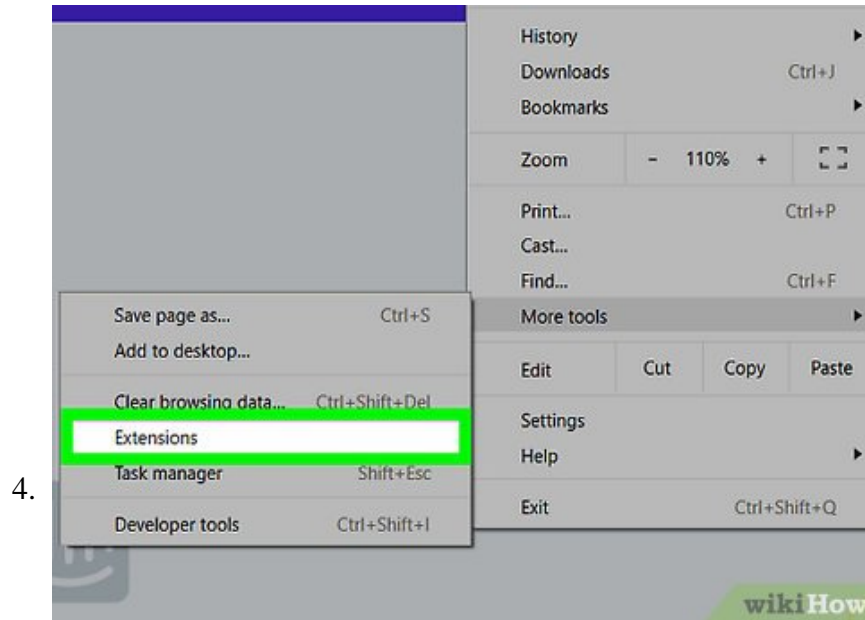 History
Downloads Ctrl+J
Bookmarks
Zoom - 110% +
Print... Ctrl+P
Cast...
Find... Ctrl+F
More tools
Edit Cut Copy Paste
Settings
Help
Exit Ctrl+Shift+Q
Save page as... Ctrl+S
Add to desktop...
Clear browsing data... Ctrl+Shift+Del
Extensions
Task manager Shift+Esc
Developer tools Ctrl+Shift+I
4.
wikiHow